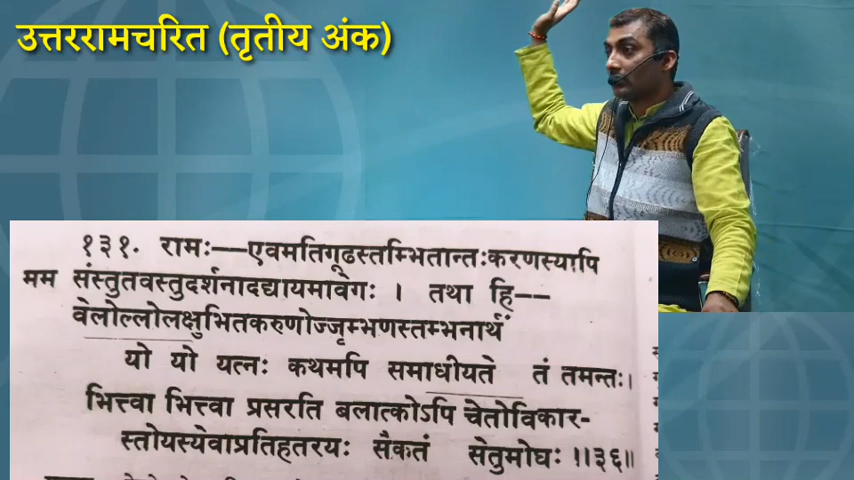 उत्तररामचरित (तृतीय अंक)
१३१. रामः—एवमतिगूढस्तम्भितान्तःकरणस्यापि
मम संस्तुतवस्तुदर्शनादद्यायमावेगः । तथा हि—
वेलोल्लोलक्षुभितकरुणोज्जृम्भणस्तम्भनार्थं
यो यो यत्नः कथमपि समाधीयते तं तमन्तः।
भित्त्वा भित्त्वा प्रसरति बलात्कोऽपि चेतोविकार-
स्तोयस्येवाप्रतिहतरयः सैकतं सेतुमोघः ।।३६॥